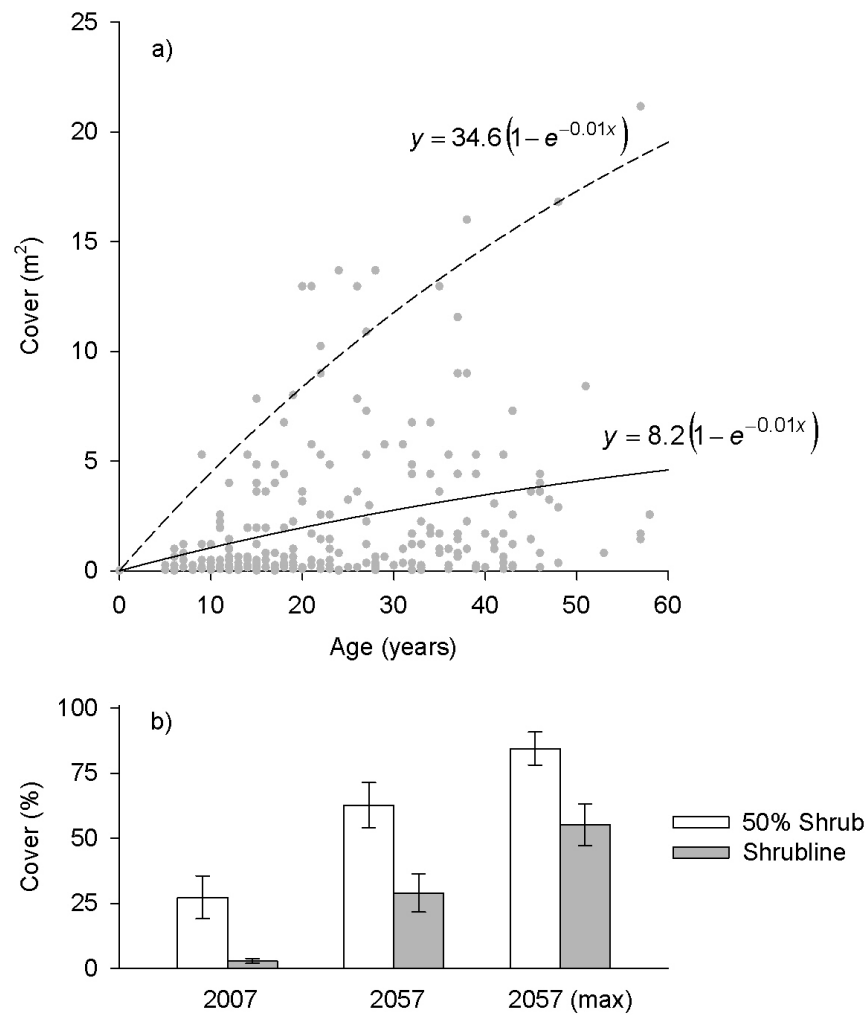 25
a)
20
y = 34.6(1 – e^{–0.01x})
15
Cover (m²)
10
y = 8.2(1 – e^{–0.01x})
5
0
0 10 20 30 40 50 60
Age (years)
100
b)
75
Cover (%)
50
50% Shrub
Shrubline
25
0
2007 2057 2057 (max)